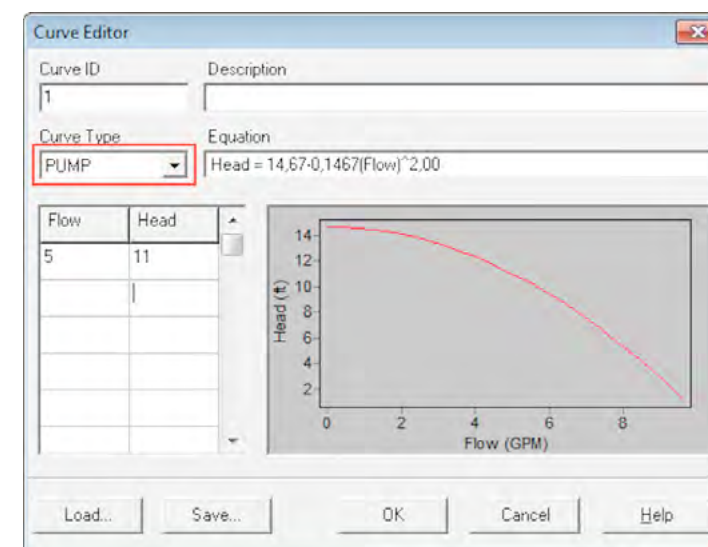 Curve Editor
Curve ID Description
1
Curve Type Equation
PUMP Head = 14,67-0,1467(Flow)^2,00
Flow Head
5 11
14
12
10
8
6
4
2
Head (ft)
0 2 4 6 8
Flow (GPM)
Load... Save... OK Cancel Help